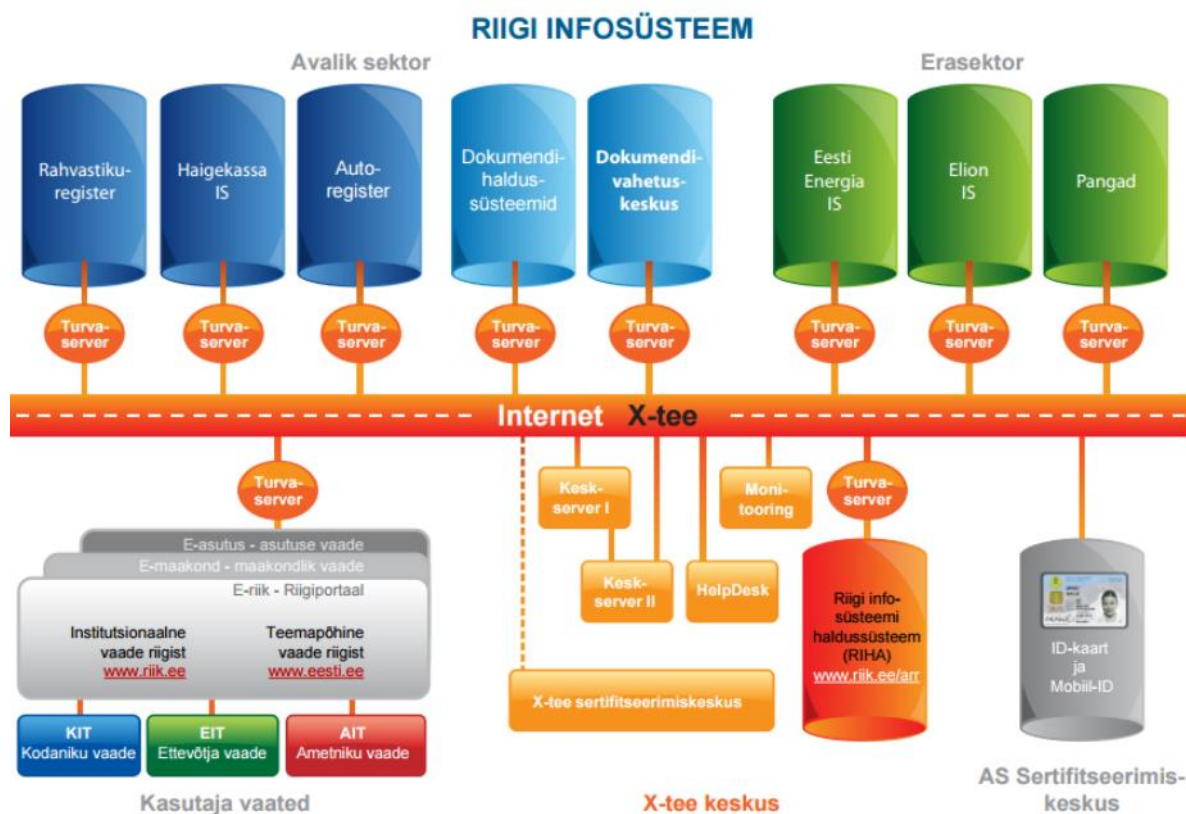 RIIGI INFOSÜSTEEM
Avalik sektor
Erasektor
Rahvastiku-
register
Haigekassa
IS
Auto-
register
Dokumendi-
haldus-
süsteemid
Dokumendi-
vahetus-
keskus
Eesti
Energia
IS
Elion
IS
Pangad
Turva-
server
Turva-
server
Turva-
server
Turva-
server
Turva-
server
Turva-
server
Turva-
server
Turva-
server
Internet X-tee
Turva-
server
E-asutus - asutuse vaade
E-maakond - maakondlik vaade
E-riik - Riigiportaal
Institutsionaalne
vaade riigist
www.riik.ee
Teemapõhine
vaade riigist
www.eesti.ee
KIT
Kodaniku vaade
EIT
Ettevõtja vaade
AIT
Ametniku vaade
Kasutaja vaated
Kesk-
server I
Kesk-
server II
HelpDesk
Moni-
tooring
X-tee sertifitseerimiskeskus
Turva-
server
Riigi info-
süsteemi
haldussüsteem
(RIHA)
www.riik.ee/arr
X-tee keskus
ID-kaart
ja
Mobiil-ID
AS Sertifitseerimis-
keskus